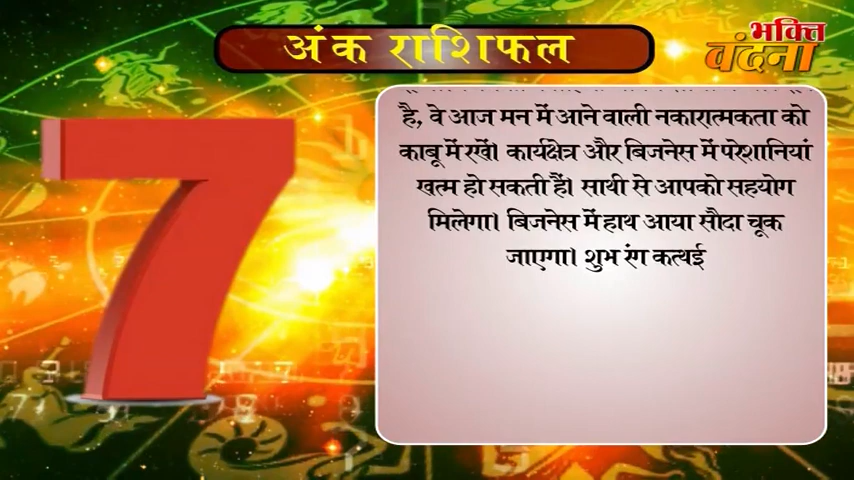 अंक राशिफल
भक्ति
वंदना
7
है, वे आज मन में आने वाली नकारात्मकता को
काबू में रखें। कार्यक्षेत्र और बिजनेस में परेशानियां
खत्म हो सकती हैं। साथी से आपको सहयोग
मिलेगा। बिजनेस में हाथ आया सौदा चूक
जाएगा। शुभ रंग कत्थई